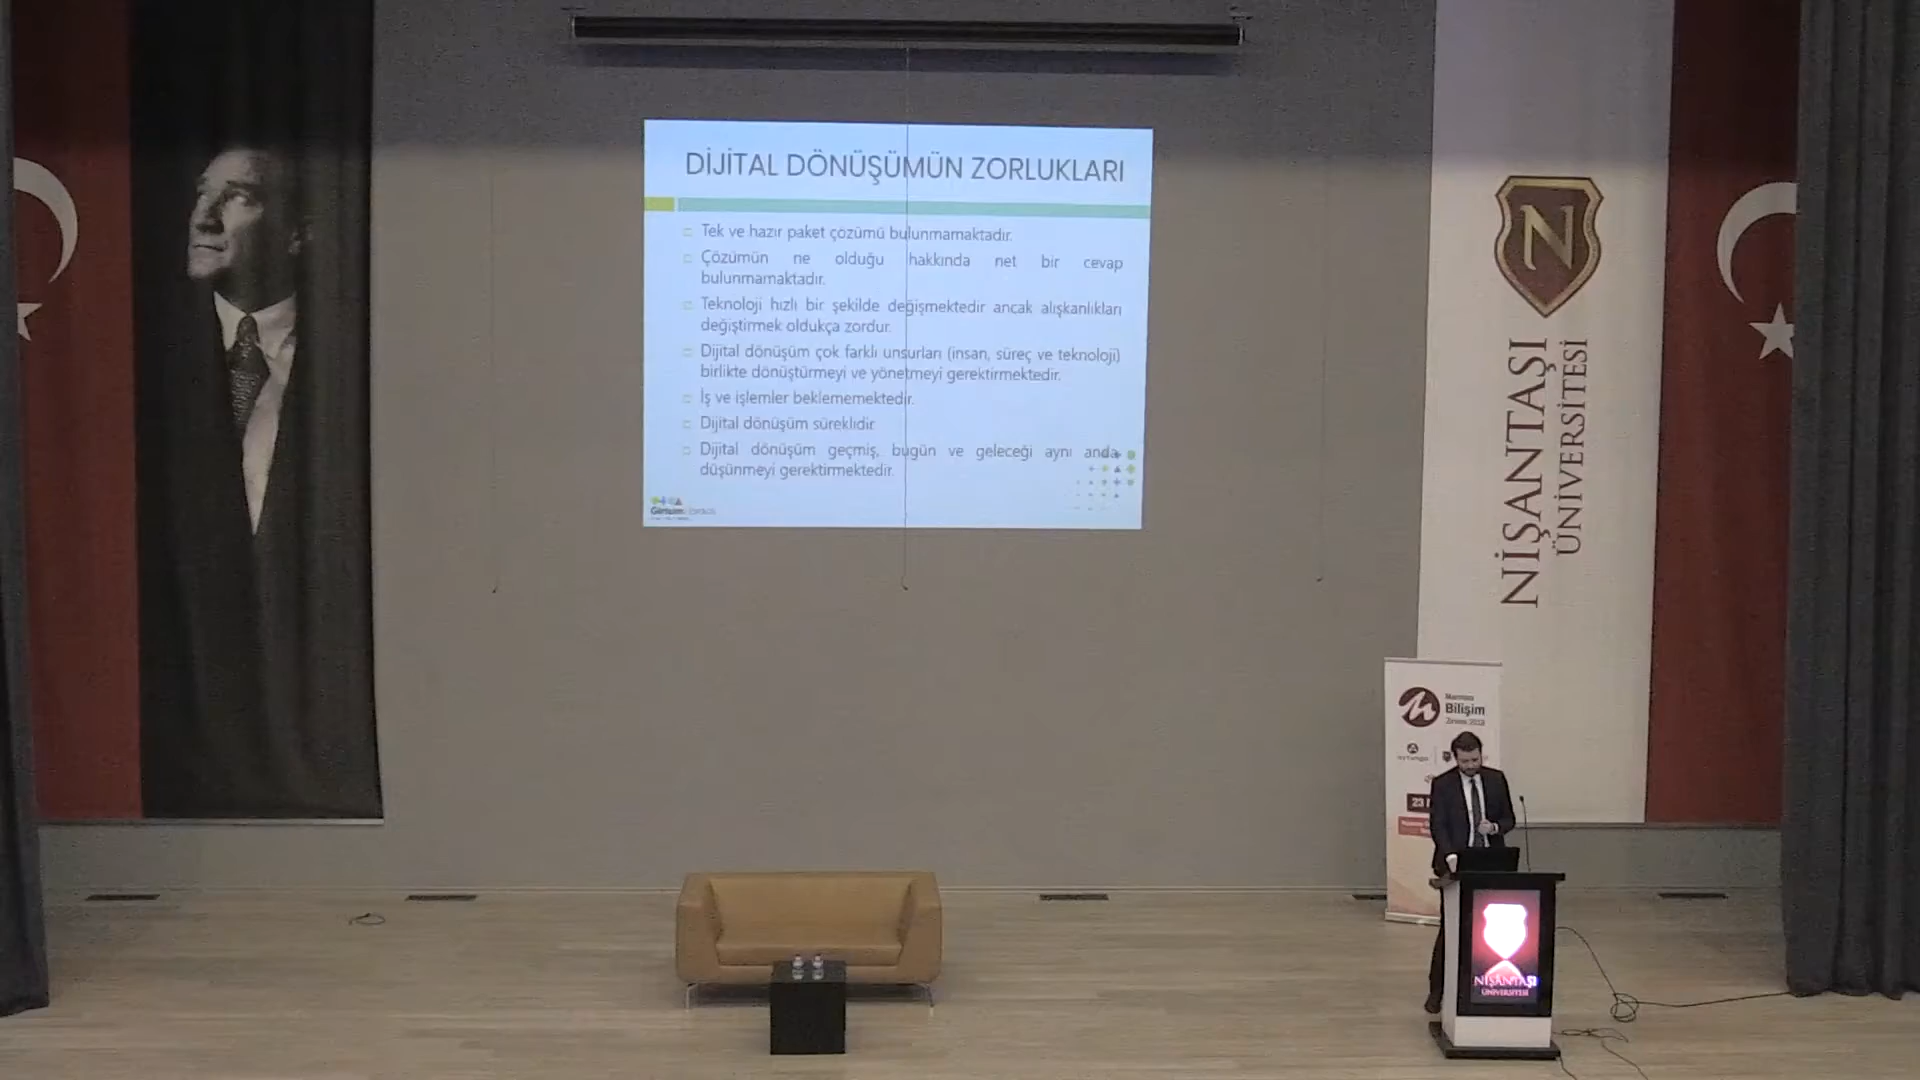 DİJİTAL DÖNÜŞÜMÜN ZORLUKLARI
Tek ve hazır paket çözümü bulunmamaktadır.
Çözümün ne olduğu hakkında net bir cevap
bulunmamaktadır.
Teknoloji hızlı bir şekilde değişmektedir ancak alışkanlıkları
değiştirmek oldukça zordur.
Dijital dönüşüm çok farklı unsurları (insan, süreç ve teknoloji)
birlikte dönüştürmeyi ve yönetmeyi gerektirmektedir.
İş ve işlemler beklememektedir.
Dijital dönüşüm süreklidir
Dijital dönüşüm geçmiş, bugün ve geleceği aynı anda
düşünmeyi gerektirmektedir.
N
NİŞANTAŞI
ÜNİVERSİTESİ
Marmara
Bilişim
Zirvesi
23
NİŞANTAŞI
ÜNİVERSİTESİ